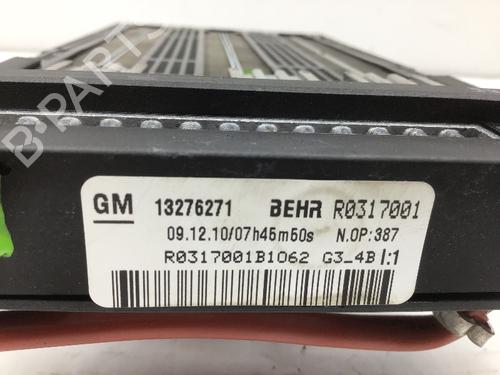 B-PARTS
GM 13276271 BEHR R0317001
09.12.10/07h45m50s N.OP:387
R0317001B1062 G3_4B I:1